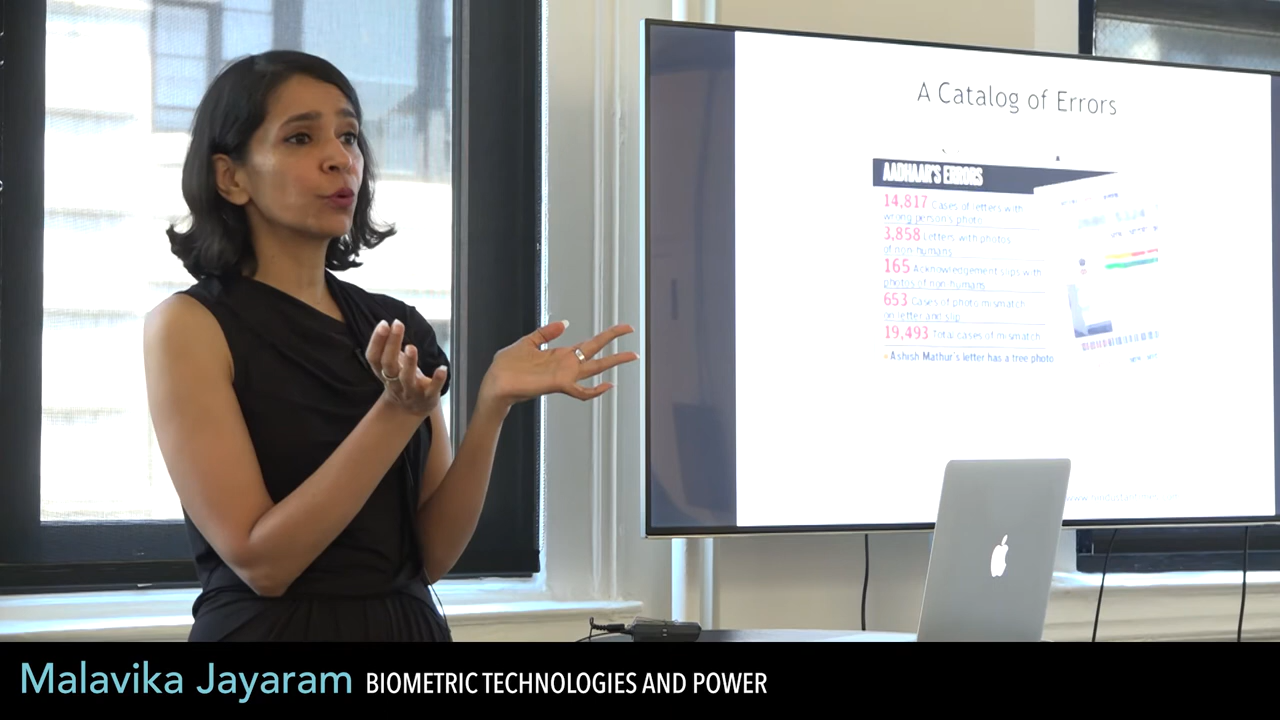 A Catalog of Errors
AADHAAR'S ERRORS
14,817 Cases of letters with
wrong person's photo
3,858 Letters with photos
of non-humans
165 Acknowledgement slips with
photos of non-humans
653 Cases of photo mismatch
on letter and slip
19,493 Total cases of mismatch
Ashish Mathur's letter has a tree photo
Malavika Jayaram BIOMETRIC TECHNOLOGIES AND POWER